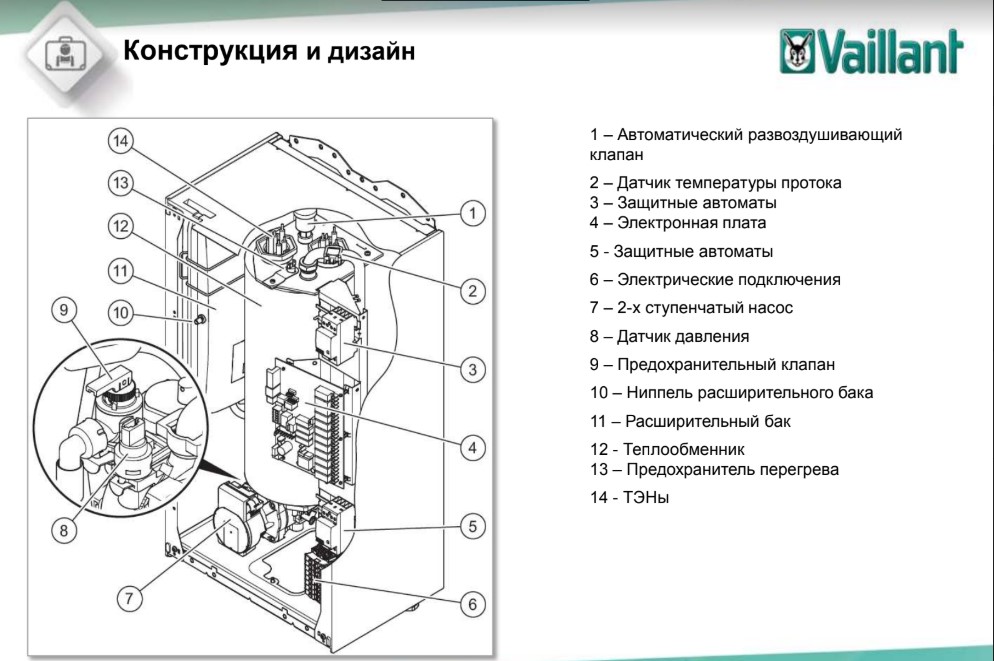 Конструкция и дизайн
Vaillant
14
13
12
11
10
9
8
7
1
2
3
4
5
6
1 – Автоматический развоздушивающий
клапан
2 – Датчик температуры протока
3 – Защитные автоматы
4 – Электронная плата
5 - Защитные автоматы
6 – Электрические подключения
7 – 2-х ступенчатый насос
8 – Датчик давления
9 – Предохранительный клапан
10 – Ниппель расширительного бака
11 – Расширительный бак
12 - Теплообменник
13 – Предохранитель перегрева
14 - ТЭНы